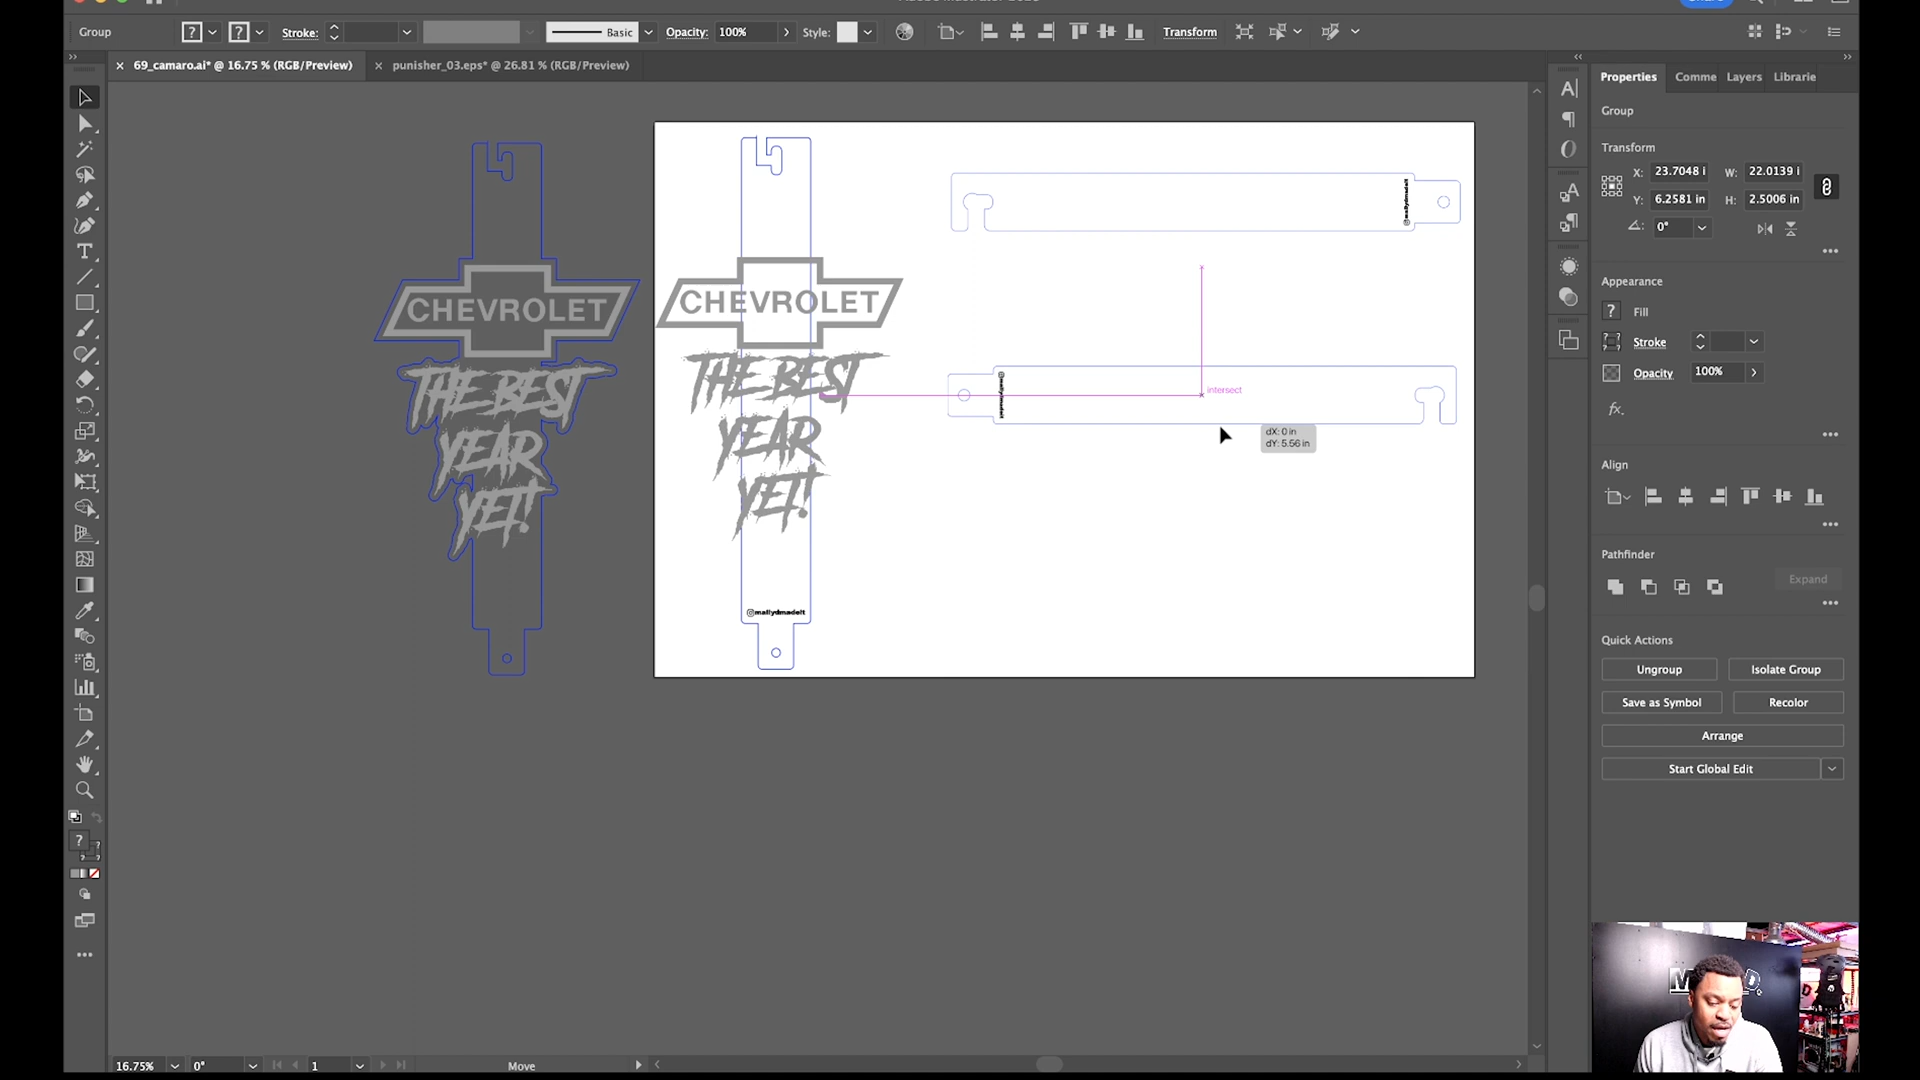 Group
Stroke:
Basic
Opacity:
100%
Style:
Transform
69_camaro.ai* @ 16.75 % (RGB/Preview)
punisher_03.eps* @ 26.81 % (RGB/Preview)
Properties
Comme
Layers
Librarie
Group
Transform
X:
23.7048 i
W:
22.0139 i
Y:
6.2581 in
H:
2.5006 in
0°
Appearance
Fill
Stroke
Opacity
100%
fx.
Align
Pathfinder
Expand
Quick Actions
Ungroup
Isolate Group
Save as Symbol
Recolor
Arrange
Start Global Edit
CHEVROLET
THE BEST
YEAR
YET!
CHEVROLET
THE BEST
YEAR
YET!
mallydmadeit
mallydmadeit
mallydmadeit
intersect
dX: 0 in
dY: 5.56 in
16.75%
0°
1
Move